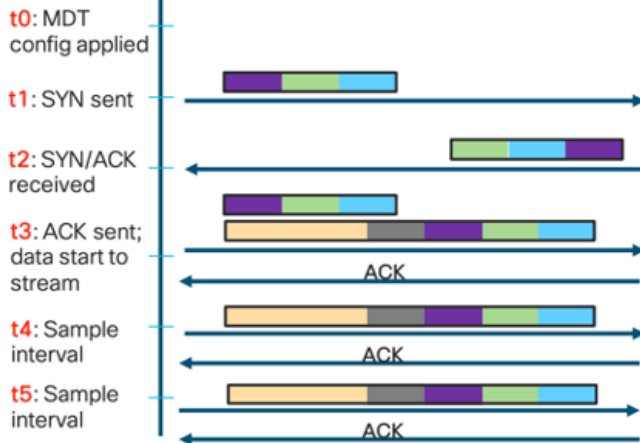 t0: MDT
config applied
t1: SYN sent
t2: SYN/ACK
received
t3: ACK sent;
data start to
stream
ACK
t4: Sample
interval
ACK
t5: Sample
interval
ACK